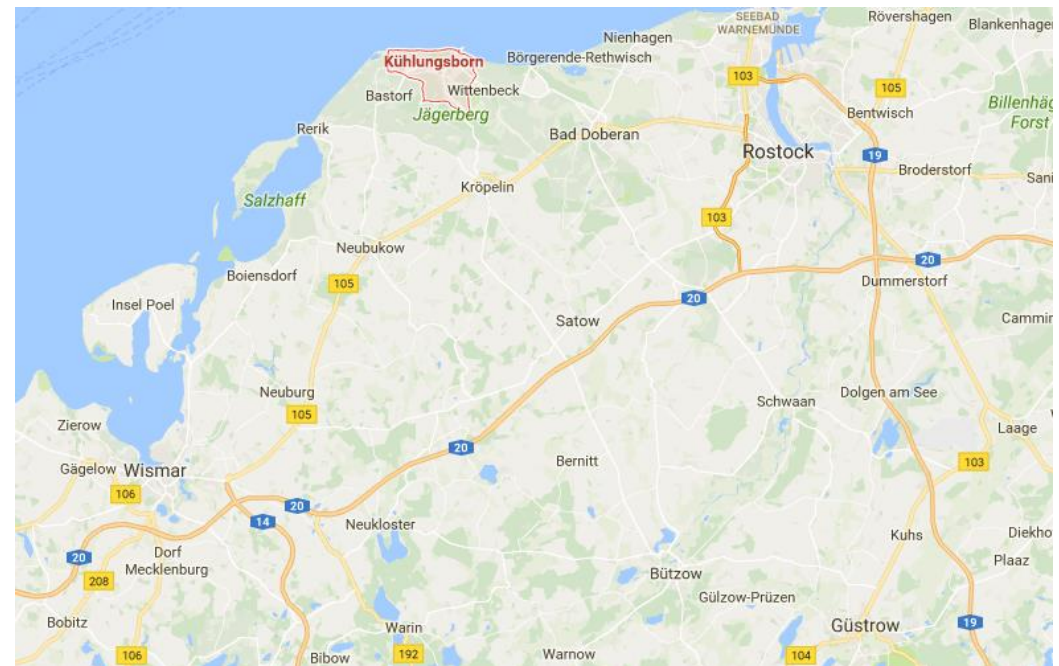 SEEBAD
WARNEMÜNDE
Rövershagen
Blankenhagen
Nienhagen
Kühlungsborn
Börgerende-Rethwisch
103
Bastorf
Wittenbeck
105
Jägerberg
Bentwisch
Billenhäg
Forst
Rerik
Bad Doberan
Rostock
19
Broderstorf
Sani
Kröpelin
Salzhaff
103
Neubukow
Boiensdorf
105
20
Dummerstorf
Insel Poel
20
Satow
Cammin
Neuburg
105
Schwaan
Dolgen am See
Zierow
Laage
20
Gägelow
Wismar
Bernitt
103
106
20
14
Neukloster
Kuhs
Diekho
20
Dorf
Mecklenburg
Plaaz
208
Bützow
Gülzow-Prüzen
Bobitz
Warin
Güstrow
19
106
Bibow
192
Warnow
104